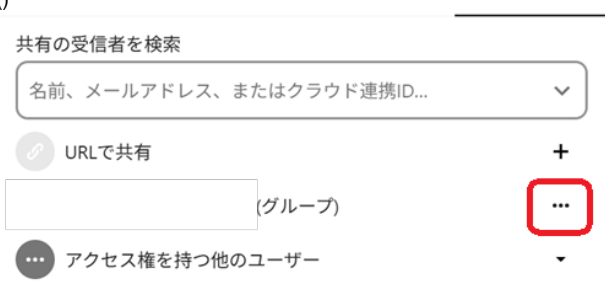 共有の受信者を検索
名前、メールアドレス、またはクラウド連携ID...
URLで共有
(グループ)
アクセス権を持つ他のユーザー